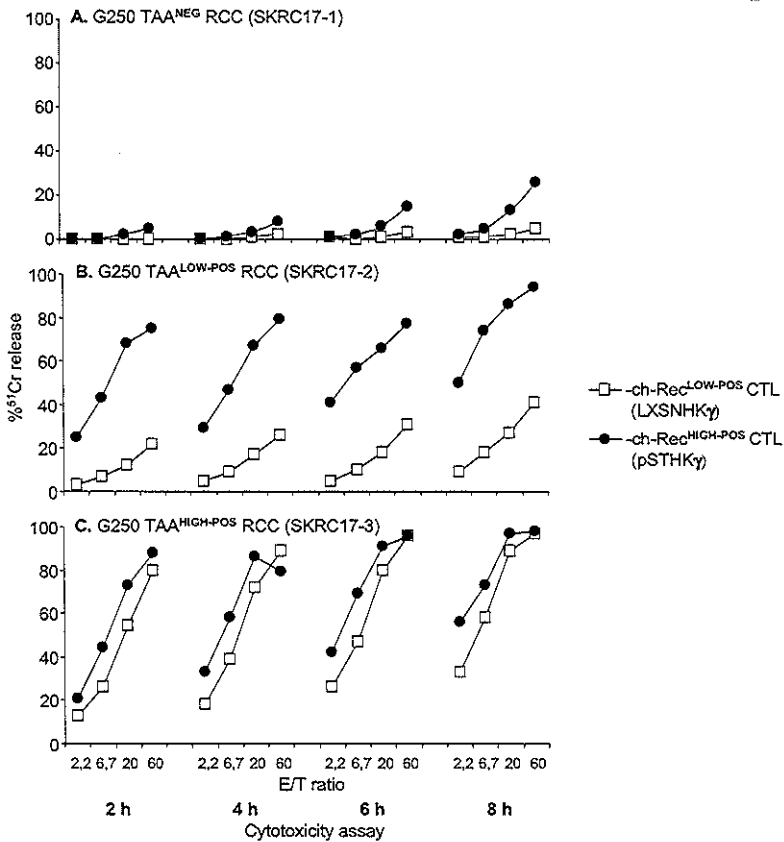 A. G250 TAA^NEG RCC (SKRC17-1)
100
80
60
40
20
0
B. G250 TAA^LOW-POS RCC (SKRC17-2)
100
80
60
40
20
0
%⁵¹Cr release
-ch-Rec^LOW-POS CTL
(LXSNHKγ)
-ch-Rec^HIGH-POS CTL
(pSTHKγ)
C. G250 TAA^HIGH-POS RCC (SKRC17-3)
100
80
60
40
20
0
2,2 6,7 20 60 2,2 6,7 20 60 2,2 6,7 20 60 2,2 6,7 20 60
E/T ratio
2 h 4 h 6 h 8 h
Cytotoxicity assay